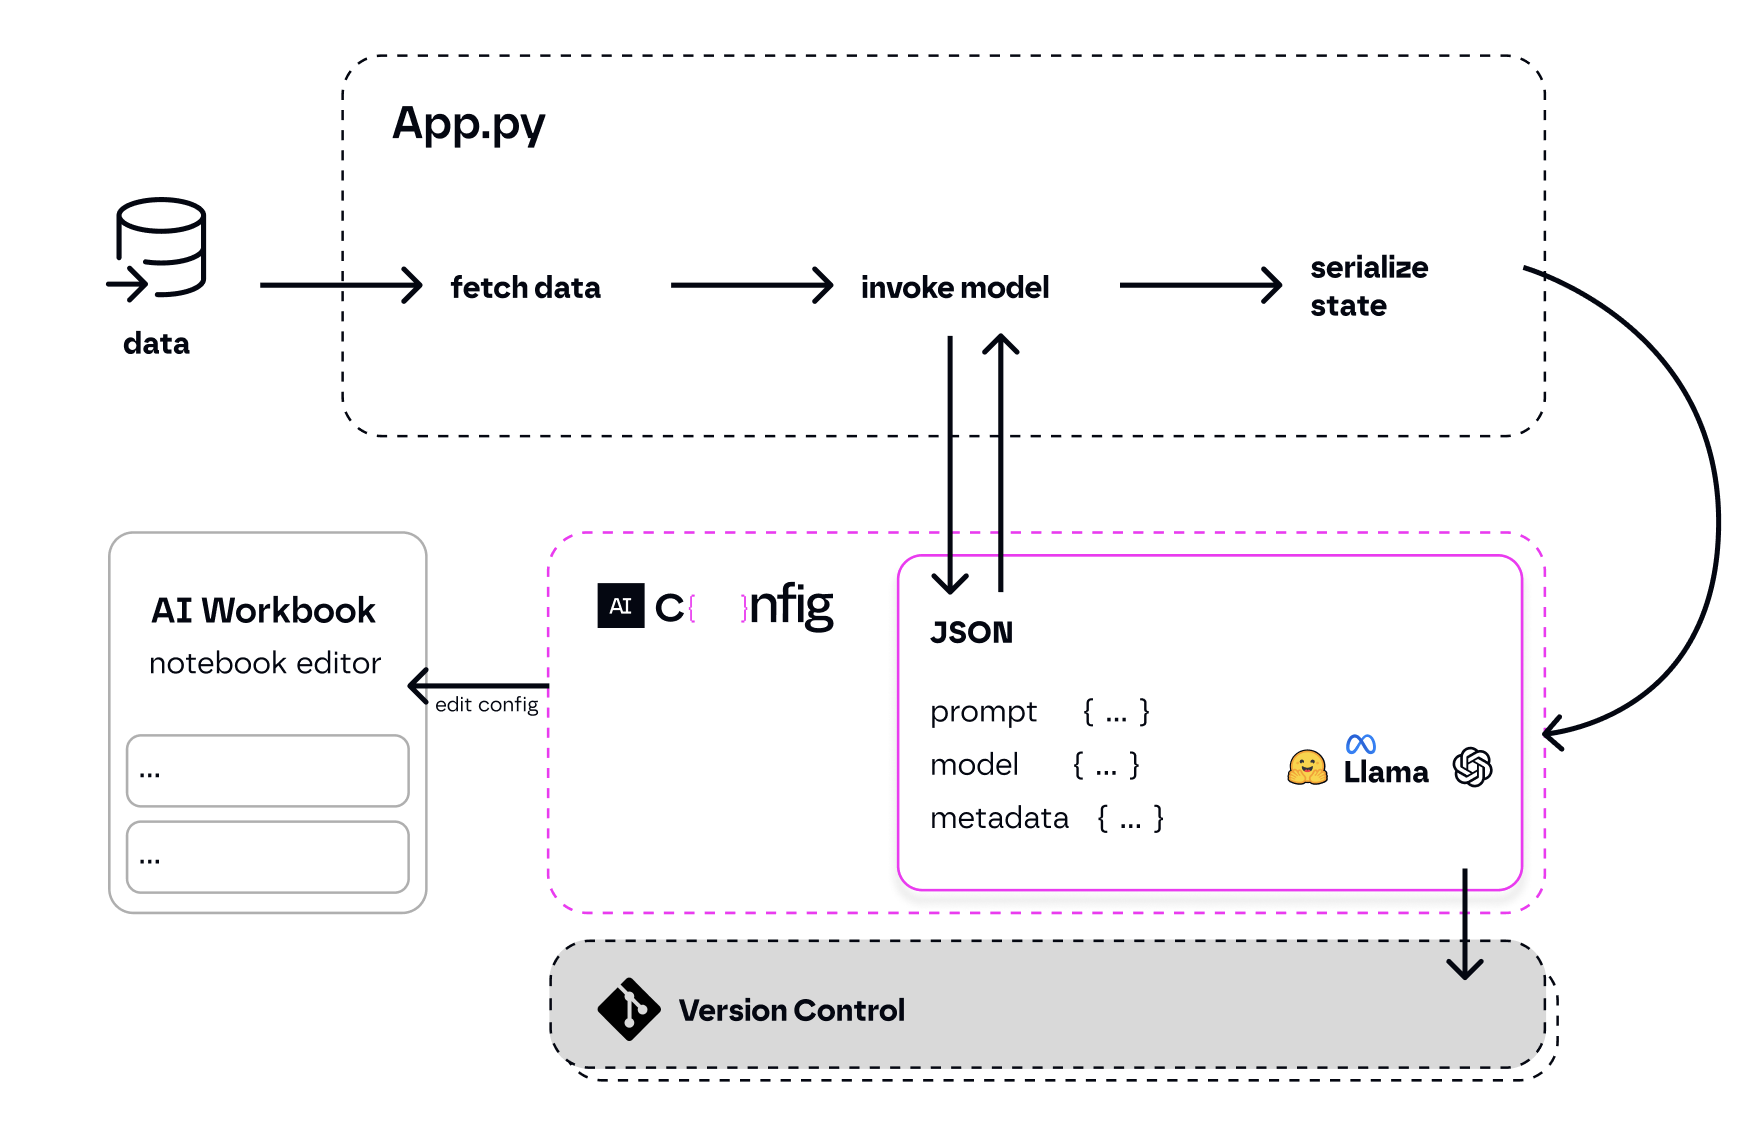 App.py
data
fetch data
invoke model
serialize
state
AI Workbook
notebook editor
...
...
edit config
AI c{ }nfig
JSON
prompt { ... }
model { ... }
metadata { ... }
Llama
Version Control